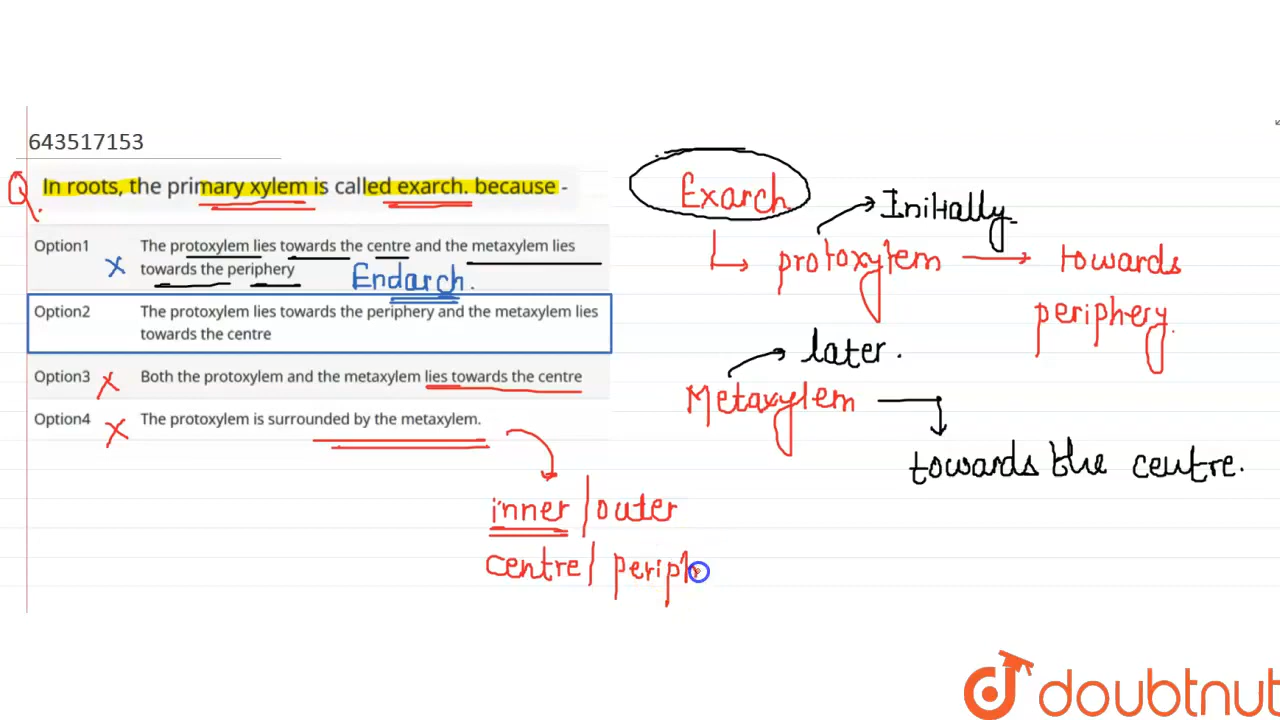 643517153
Q. In roots, the primary xylem is called exarch. because -
Option1 The protoxylem lies towards the centre and the metaxylem lies
towards the periphery
Endarch.
Option2 The protoxylem lies towards the periphery and the metaxylem lies
towards the centre
Option3 Both the protoxylem and the metaxylem lies towards the centre
Option4 The protoxylem is surrounded by the metaxylem.
inner/outer
centre/periph
Exarch
Initially
protoxylem → towards
periphery.
later.
Metaxylem
towards the centre.
doubtnut